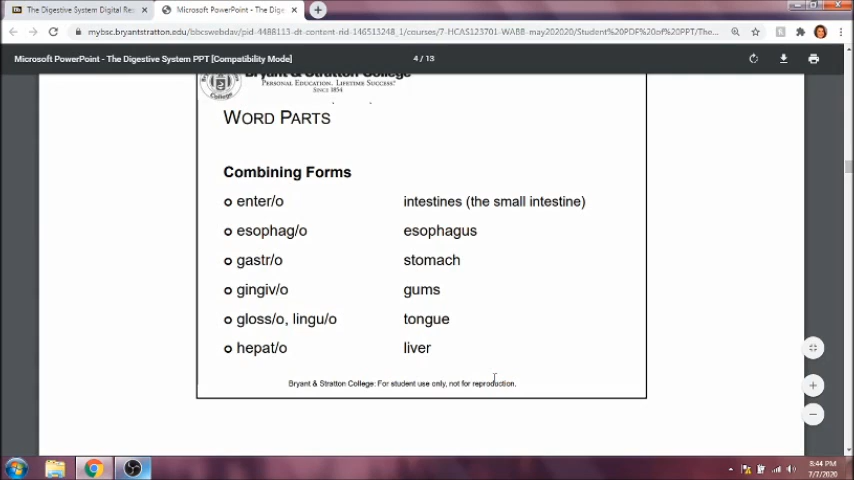 The Digestive System Digital Re
Microsoft PowerPoint - The Dige
mybsc.bryantstratton.edu/bbcswebdav/pid-4488113-dt-content-rid-146513248_1/courses/7-HCAS123701-WABB-may202020/Student%20PDF%20of%20PPT/The...
Microsoft PowerPoint - The Digestive System PPT [Compatibility Mode]
4 / 13
Bryant & Stratton College
PERSONAL EDUCATION. LIFETIME SUCCESS.®
SINCE 1854
College
WORD PARTS
Combining Forms
enter/o intestines (the small intestine)
esophag/o esophagus
gastr/o stomach
gingiv/o gums
gloss/o, lingu/o tongue
hepat/o liver
Bryant & Stratton College: For student use only, not for reproduction.
3:44 PM
7/7/2020